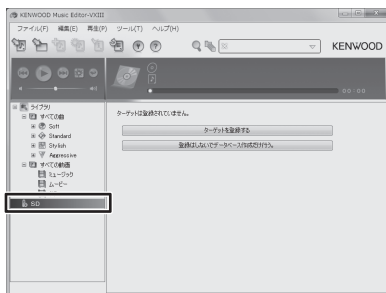 KENWOOD Music Editor-VXIII
ファイル(F) 編集(E) 再生(P) ツール(T) ヘルプ(H)
KENWOOD
00:00
ライブラリ
すべての曲
Soft
Standard
Stylish
Aggressive
すべての動画
ミュージック
ムービー
SD
ターゲットは登録されていません。
ターゲットを登録する
登録はしないでデータベース作成だけ行う。